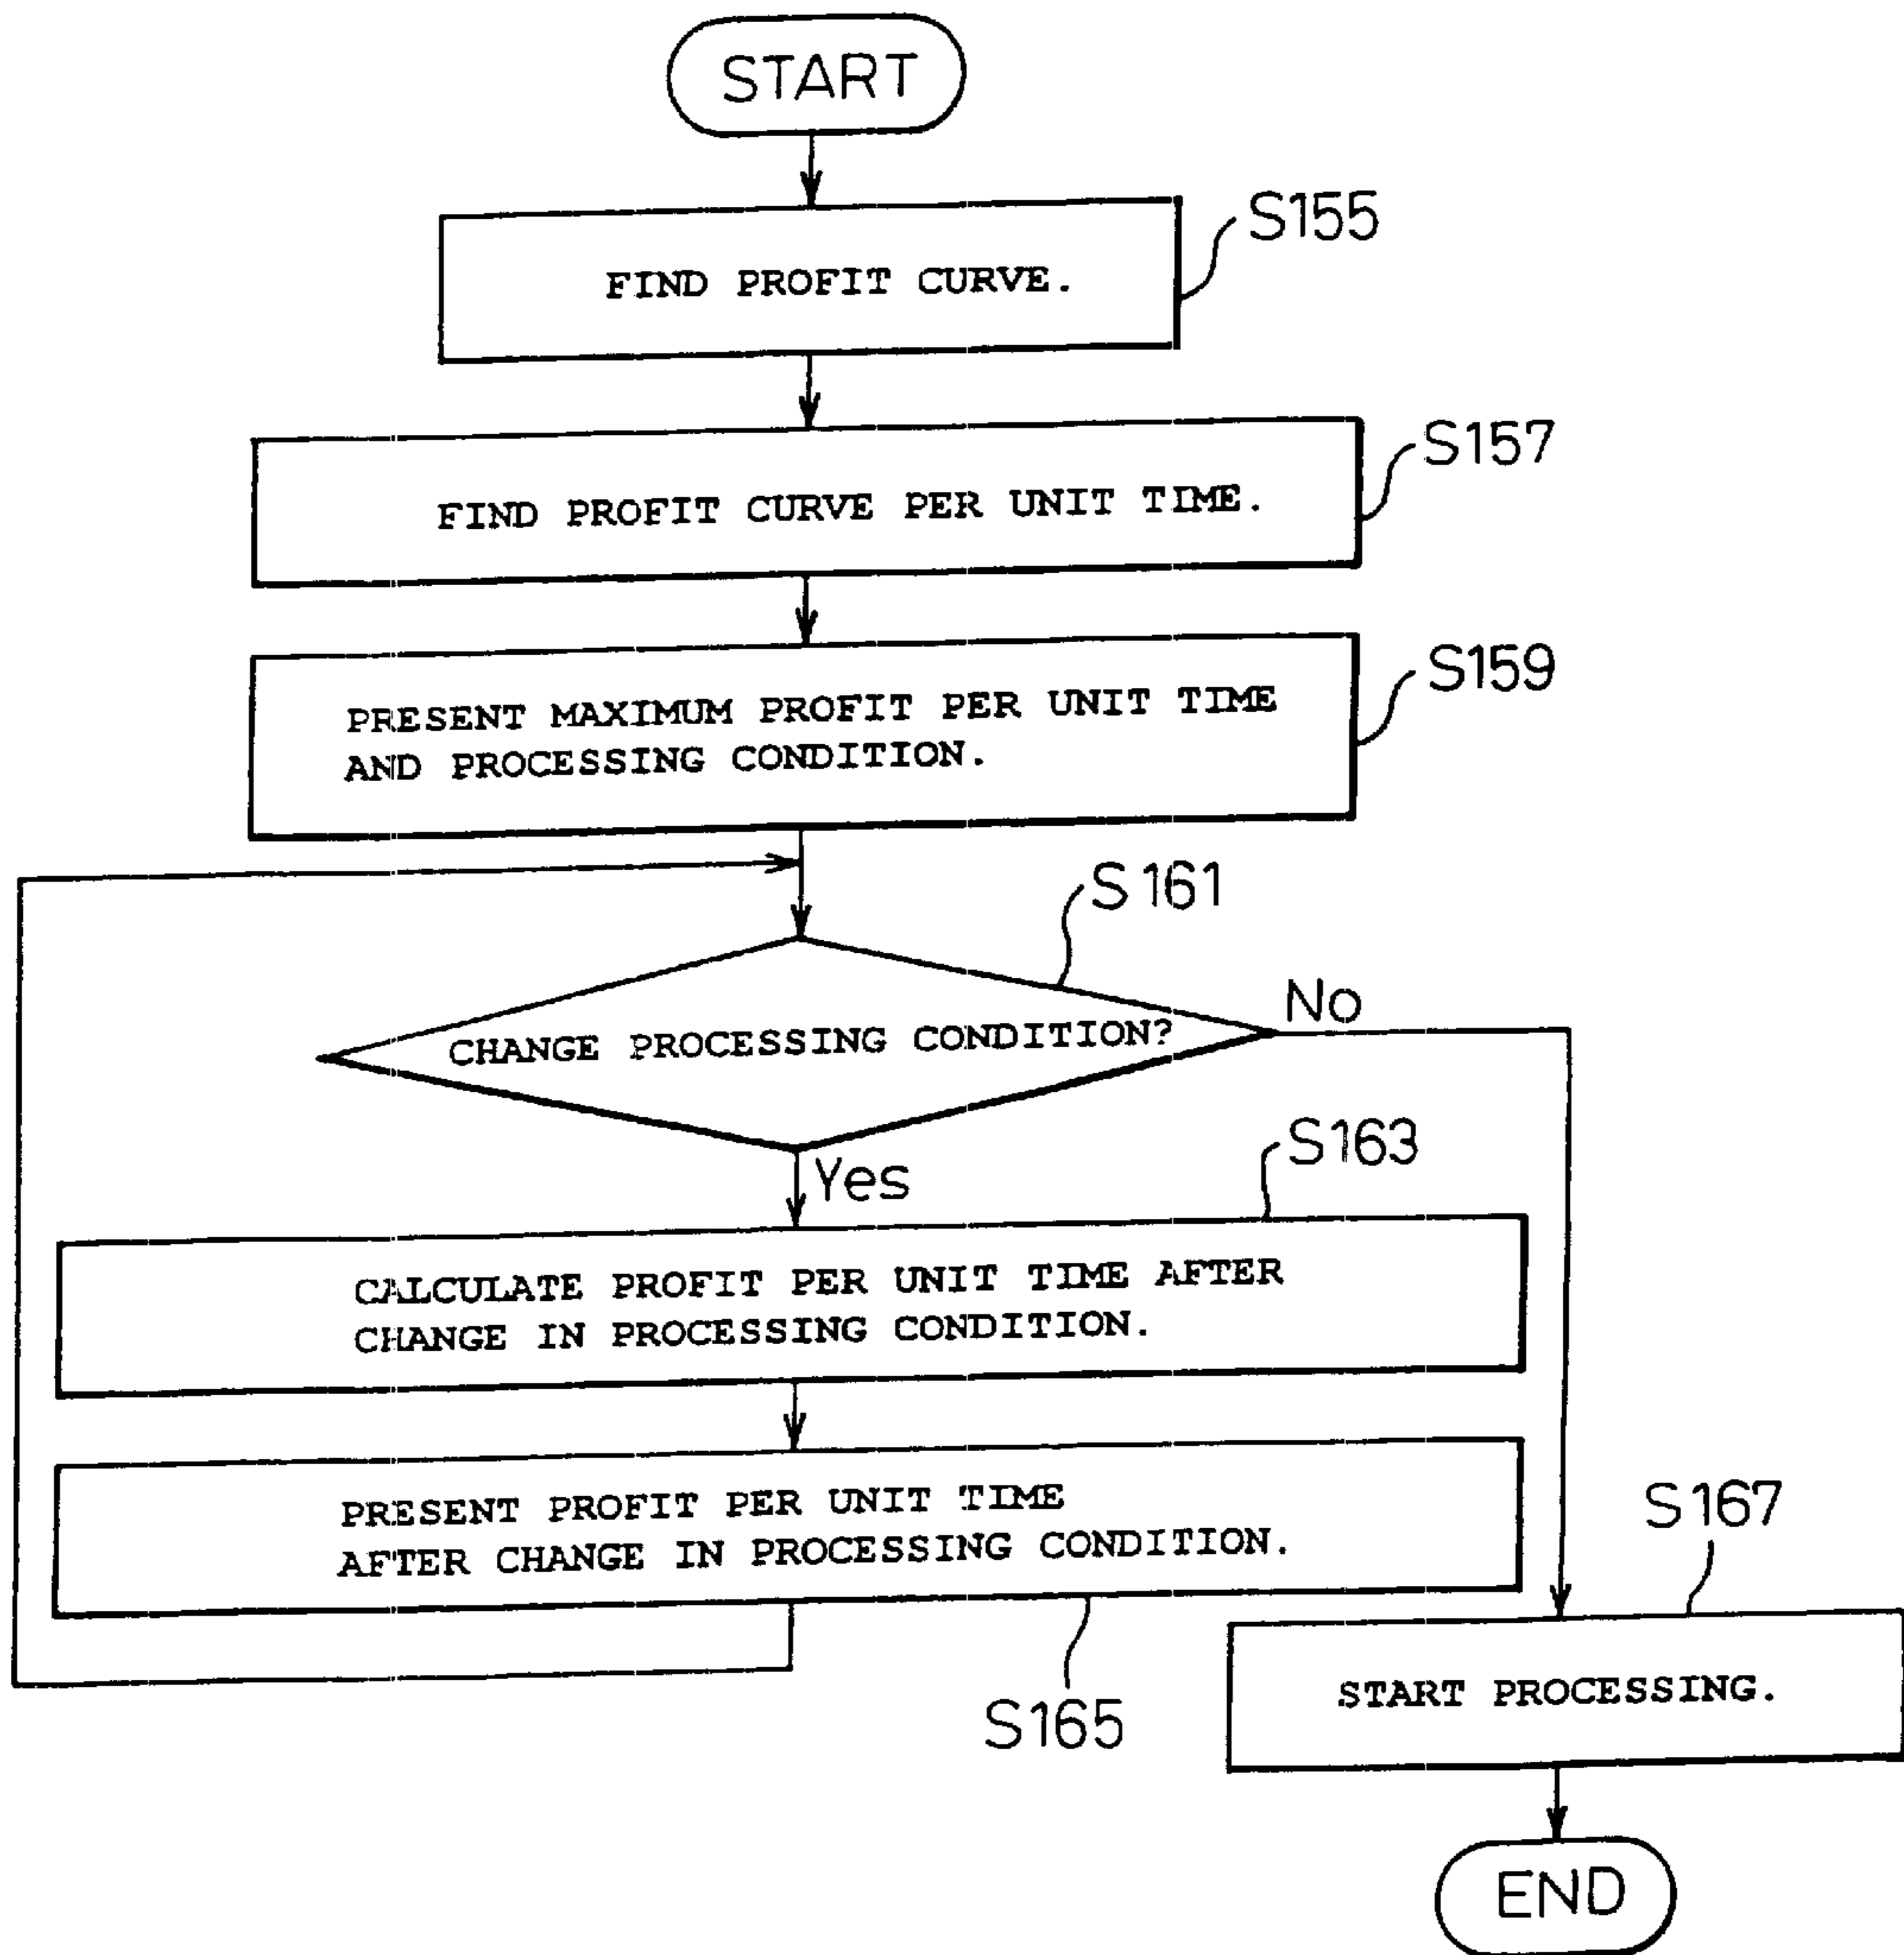 START
S155
FIND PROFIT CURVE.
S157
FIND PROFIT CURVE PER UNIT TIME.
S159
PRESENT MAXIMUM PROFIT PER UNIT TIME
AND PROCESSING CONDITION.
S161
CHANGE PROCESSING CONDITION?
No
Yes
S163
CALCULATE PROFIT PER UNIT TIME AFTER
CHANGE IN PROCESSING CONDITION.
PRESENT PROFIT PER UNIT TIME
AFTER CHANGE IN PROCESSING CONDITION.
S165
S167
START PROCESSING.
END